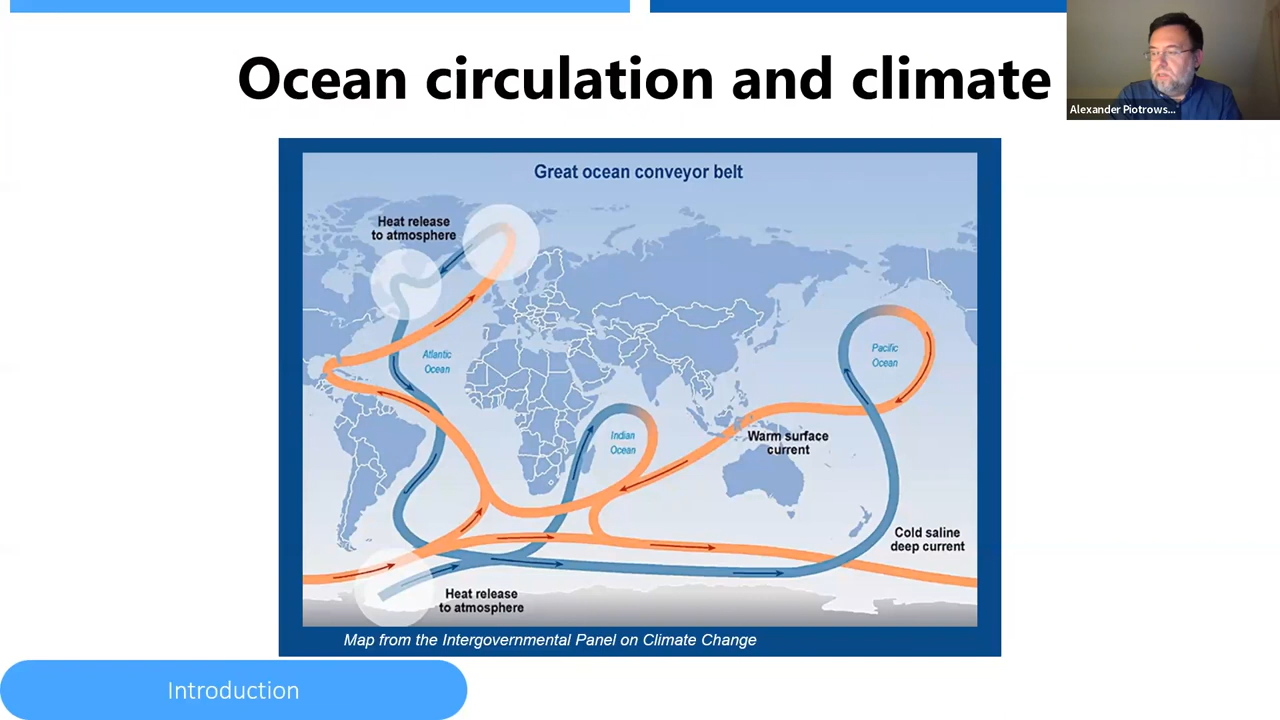 Ocean circulation and climate
Alexander Piotrows...
Great ocean conveyor belt
Heat release
to atmosphere
Atlantic
Ocean
Pacific
Ocean
Indian
Ocean
Warm surface
current
Cold saline
deep current
Heat release
to atmosphere
Map from the Intergovernmental Panel on Climate Change
Introduction